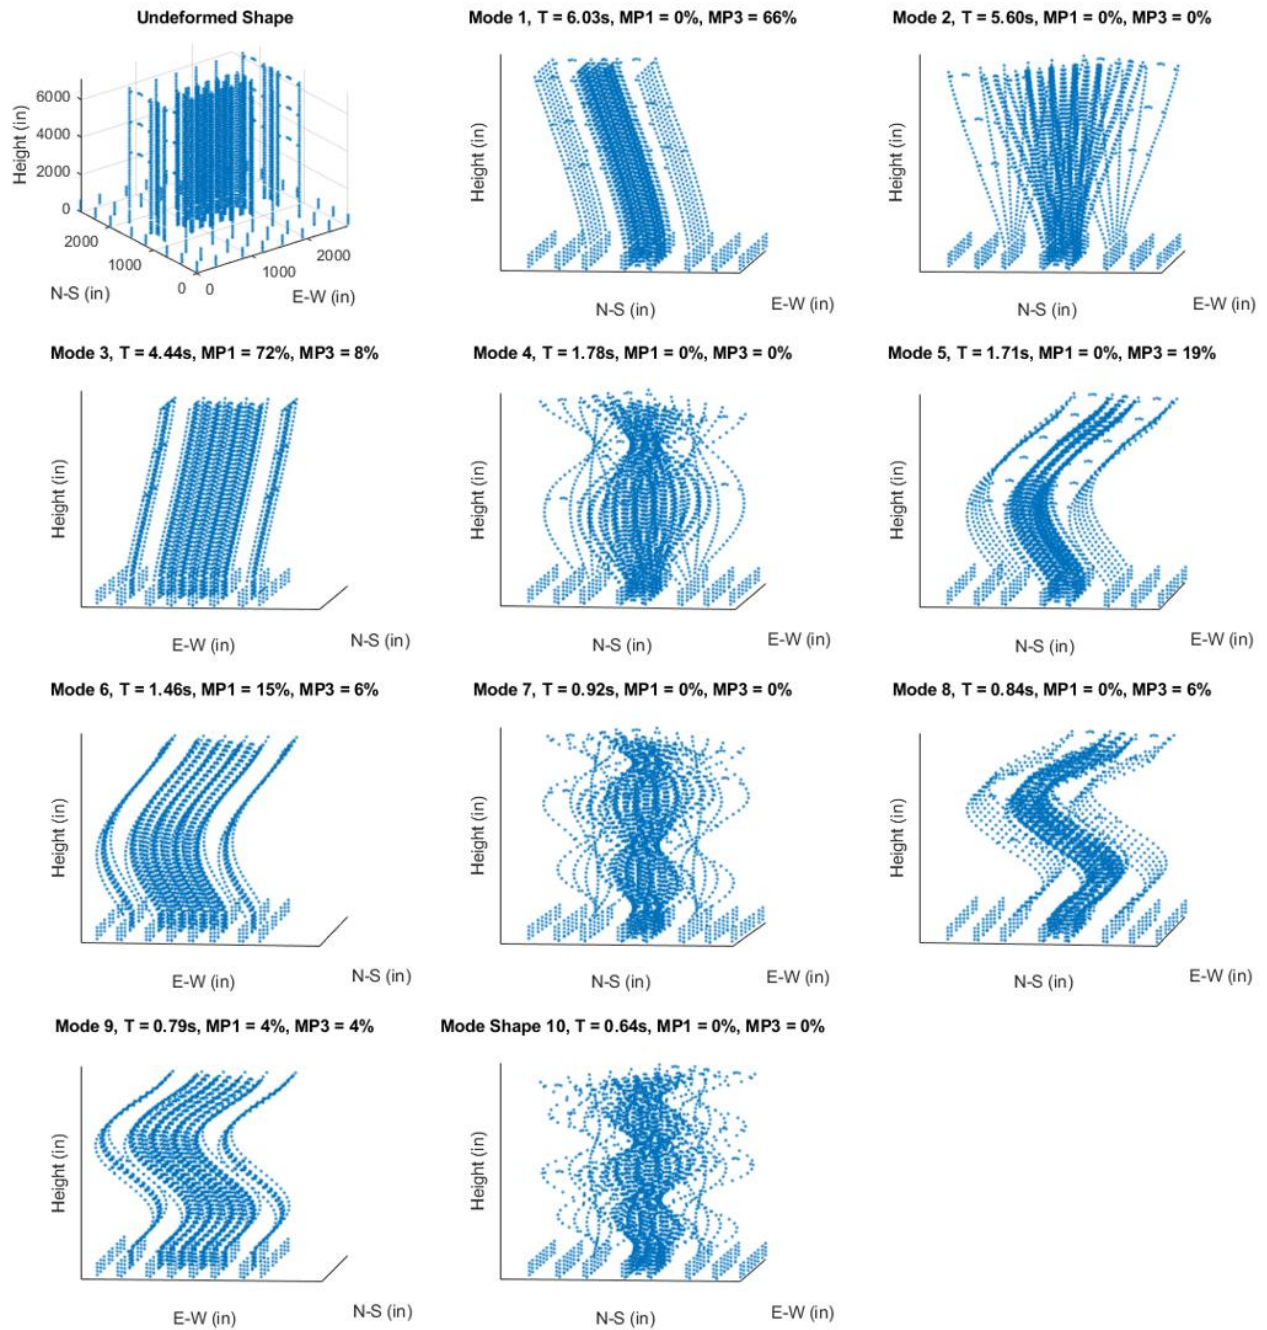 Undeformed Shape
Mode 1, T = 6.03s, MP1 = 0%, MP3 = 66%
Mode 2, T = 5.60s, MP1 = 0%, MP3 = 0%
Height (in)
6000
4000
2000
0
2000
1000
0
0
1000
2000
N-S (in)
E-W (in)
Height (in)
N-S (in)
E-W (in)
Height (in)
N-S (in)
E-W (in)
Mode 3, T = 4.44s, MP1 = 72%, MP3 = 8%
Mode 4, T = 1.78s, MP1 = 0%, MP3 = 0%
Mode 5, T = 1.71s, MP1 = 0%, MP3 = 19%
Height (in)
E-W (in)
N-S (in)
Height (in)
N-S (in)
E-W (in)
Height (in)
N-S (in)
E-W (in)
Mode 6, T = 1.46s, MP1 = 15%, MP3 = 6%
Mode 7, T = 0.92s, MP1 = 0%, MP3 = 0%
Mode 8, T = 0.84s, MP1 = 0%, MP3 = 6%
Height (in)
E-W (in)
N-S (in)
Height (in)
N-S (in)
E-W (in)
Height (in)
N-S (in)
E-W (in)
Mode 9, T = 0.79s, MP1 = 4%, MP3 = 4%
Mode Shape 10, T = 0.64s, MP1 = 0%, MP3 = 0%
Height (in)
E-W (in)
N-S (in)
Height (in)
N-S (in)
E-W (in)